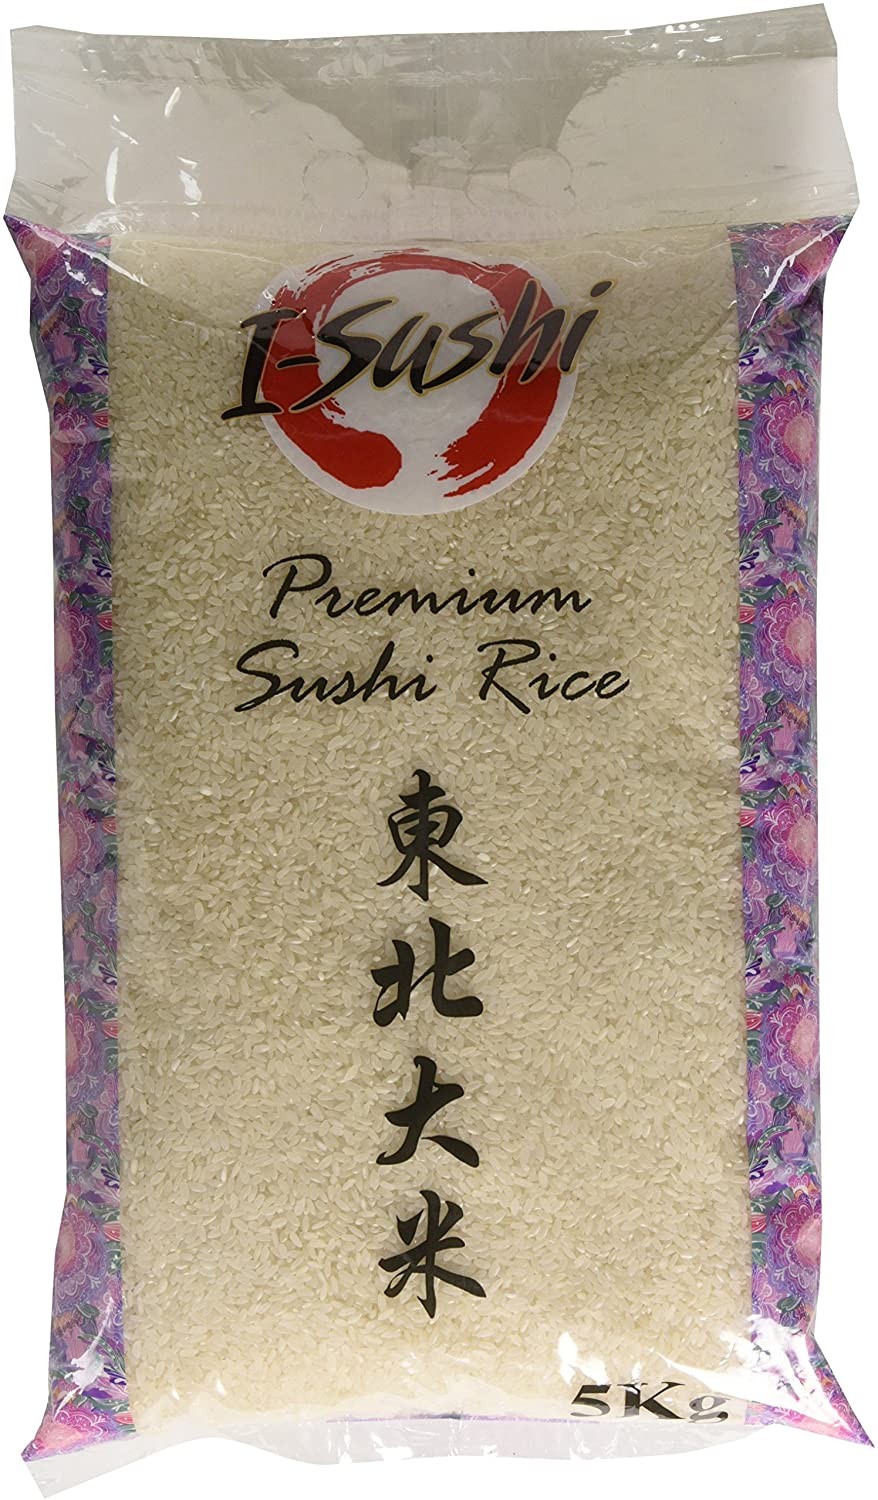 I-Sushi
Premium
Sushi Rice
東北大米
5Kg